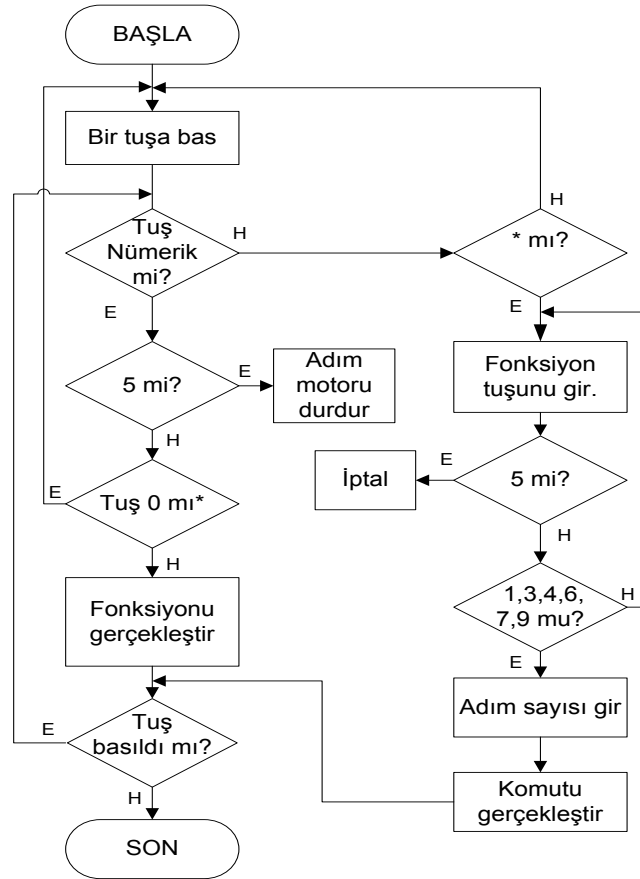 BAŞLA
Bir tuşa bas
Tuş
Nümerik
mi?
H
E
* mı?
H
E
5 mi?
E
H
Adım
motoru
durdur
Fonksiyon
tuşunu gir.
Tuş 0 mı*
E
H
İptal
5 mi?
E
H
Fonksiyonu
gerçekleştir
1,3,4,6,
7,9 mu?
H
E
Tuş
basıldı mı?
E
H
Adım sayısı gir
Komutu
gerçekleştir
SON